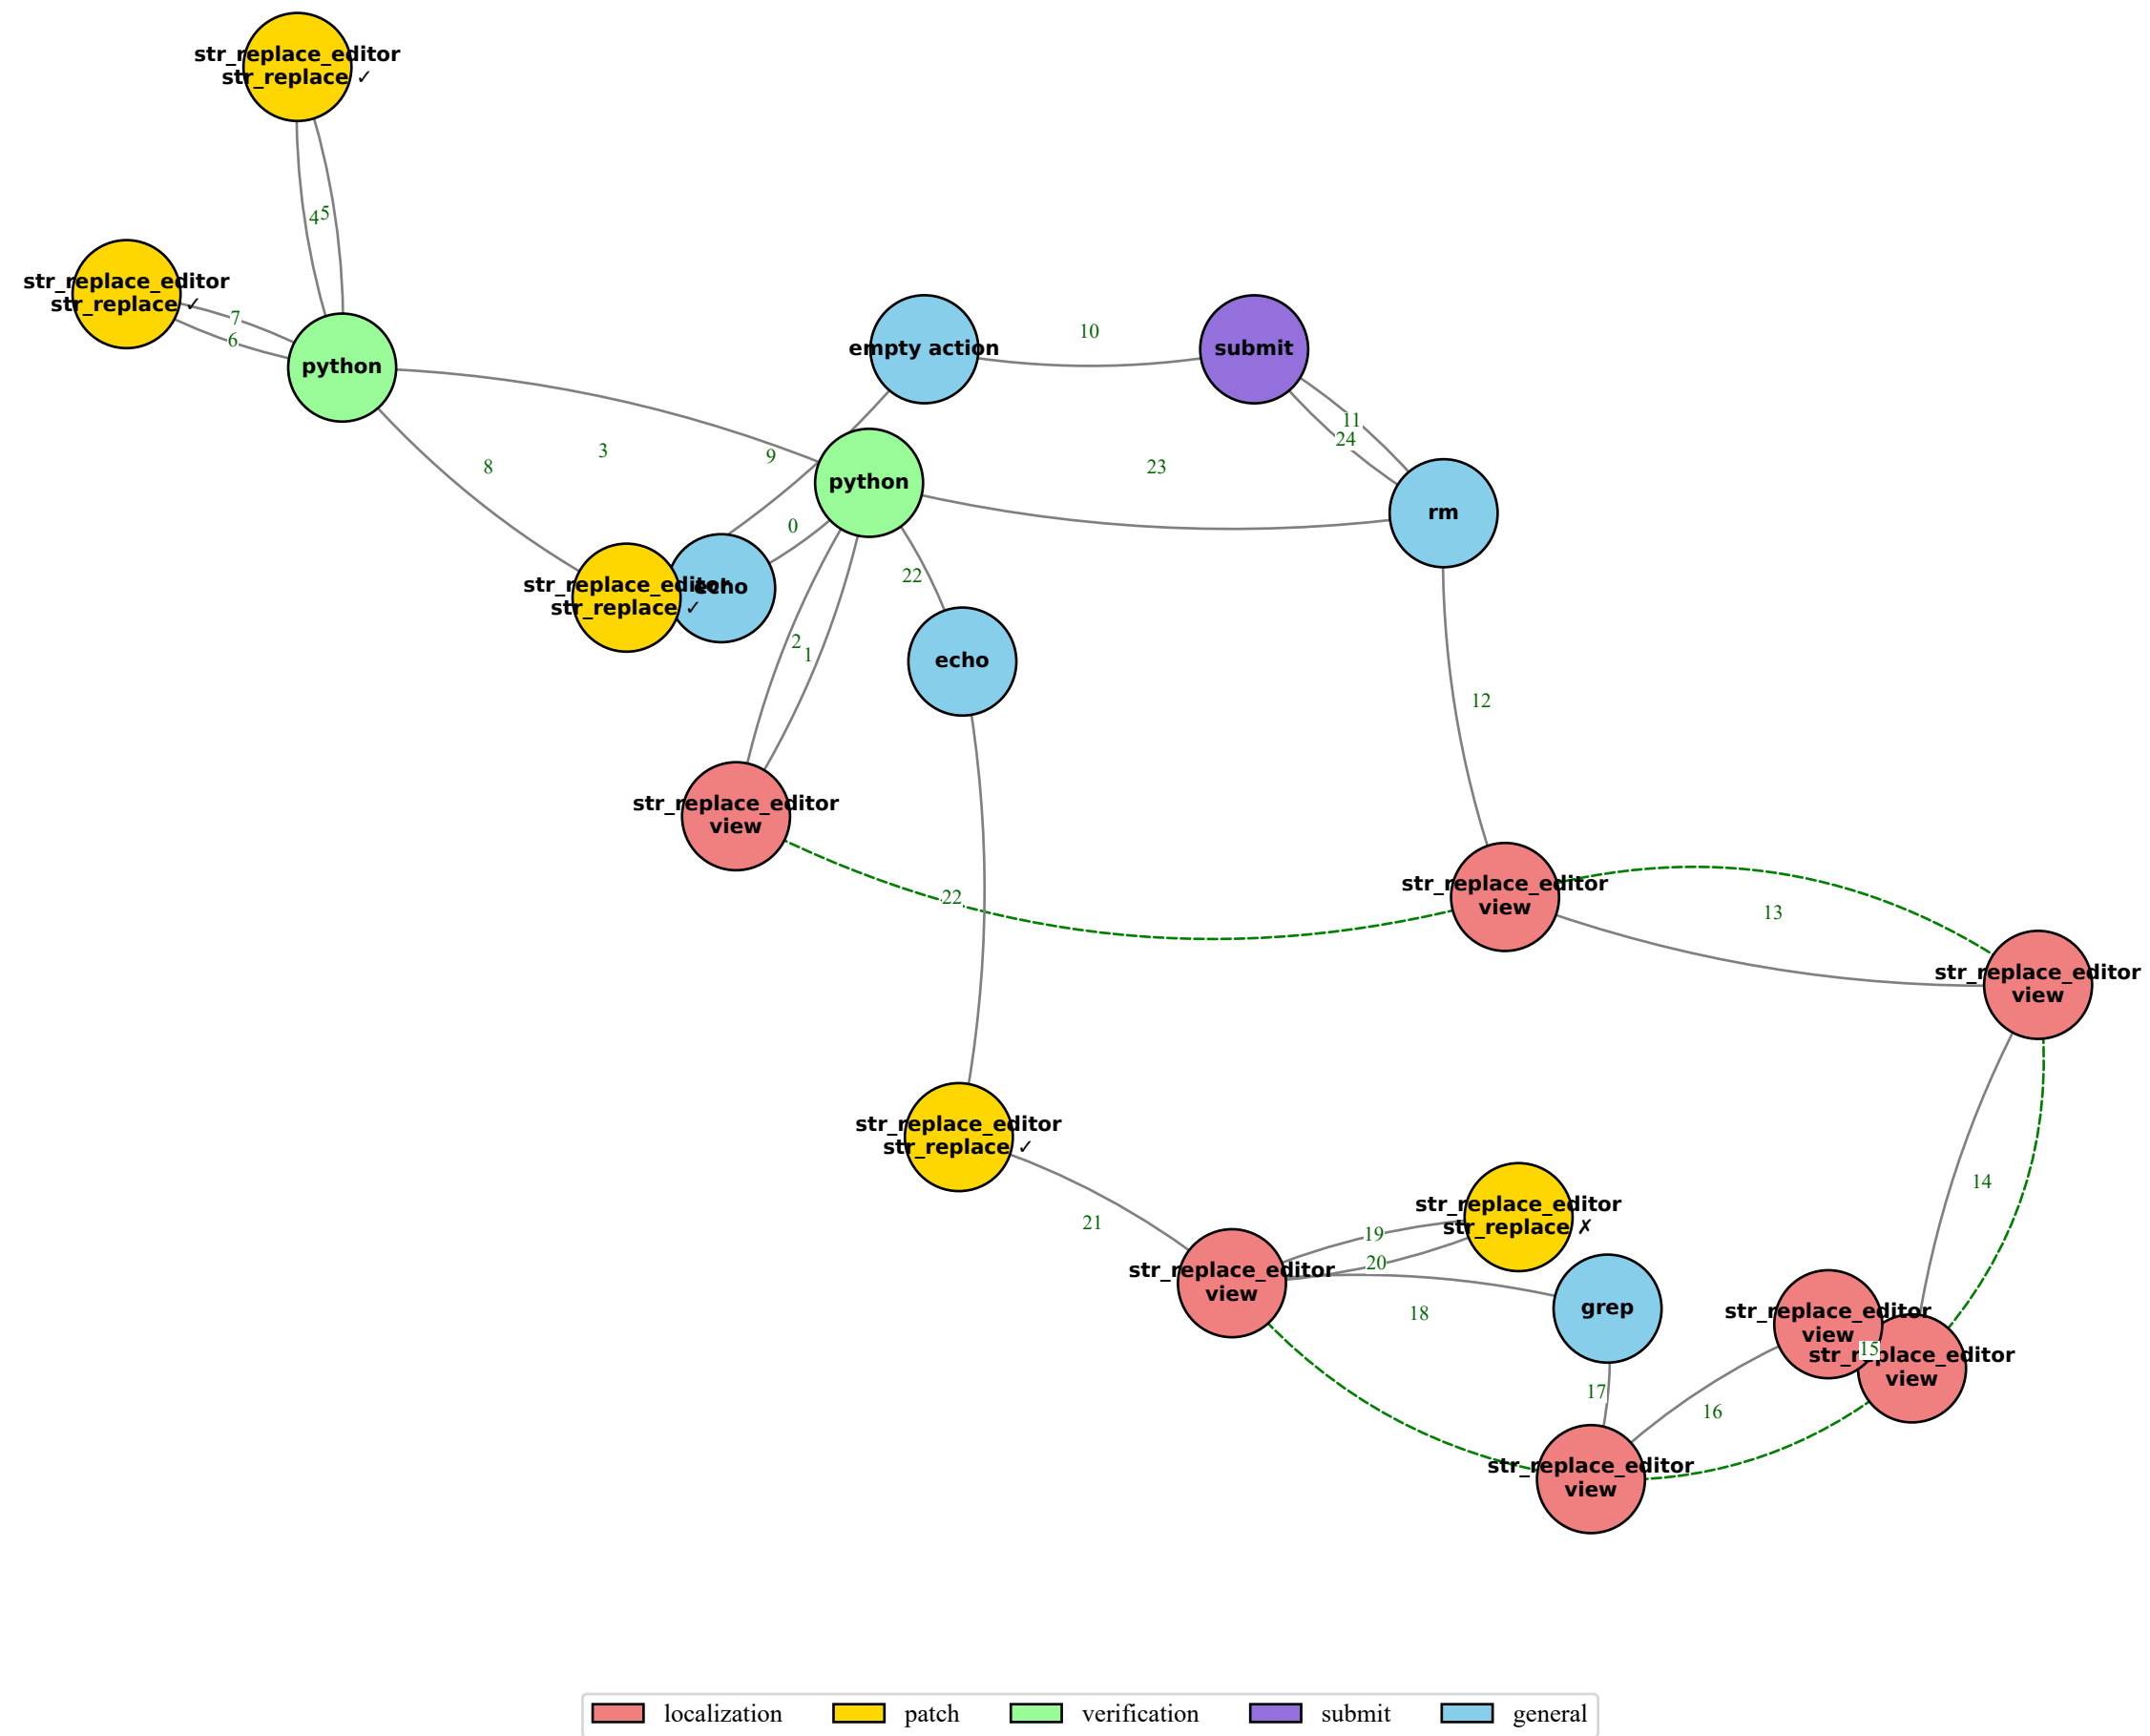 str_replace_editor
str_replace ✓
45
str_replace_editor
str_replace ✓
7
6
python
empty action
10
submit
11
24
3
9
8
python
23
rm
0
str_replace_editor
str_replace ✓
echo
22
2
1
echo
12
str_replace_editor
view
22
str_replace_editor
view
13
str_replace_editor
view
14
str_replace_editor
str_replace ✓
21
str_replace_editor
str_replace ✗
19
20
str_replace_editor
view
18
grep
str_replace_editor
view
15
str_replace_editor
view
17
16
str_replace_editor
view
localization
patch
verification
submit
general